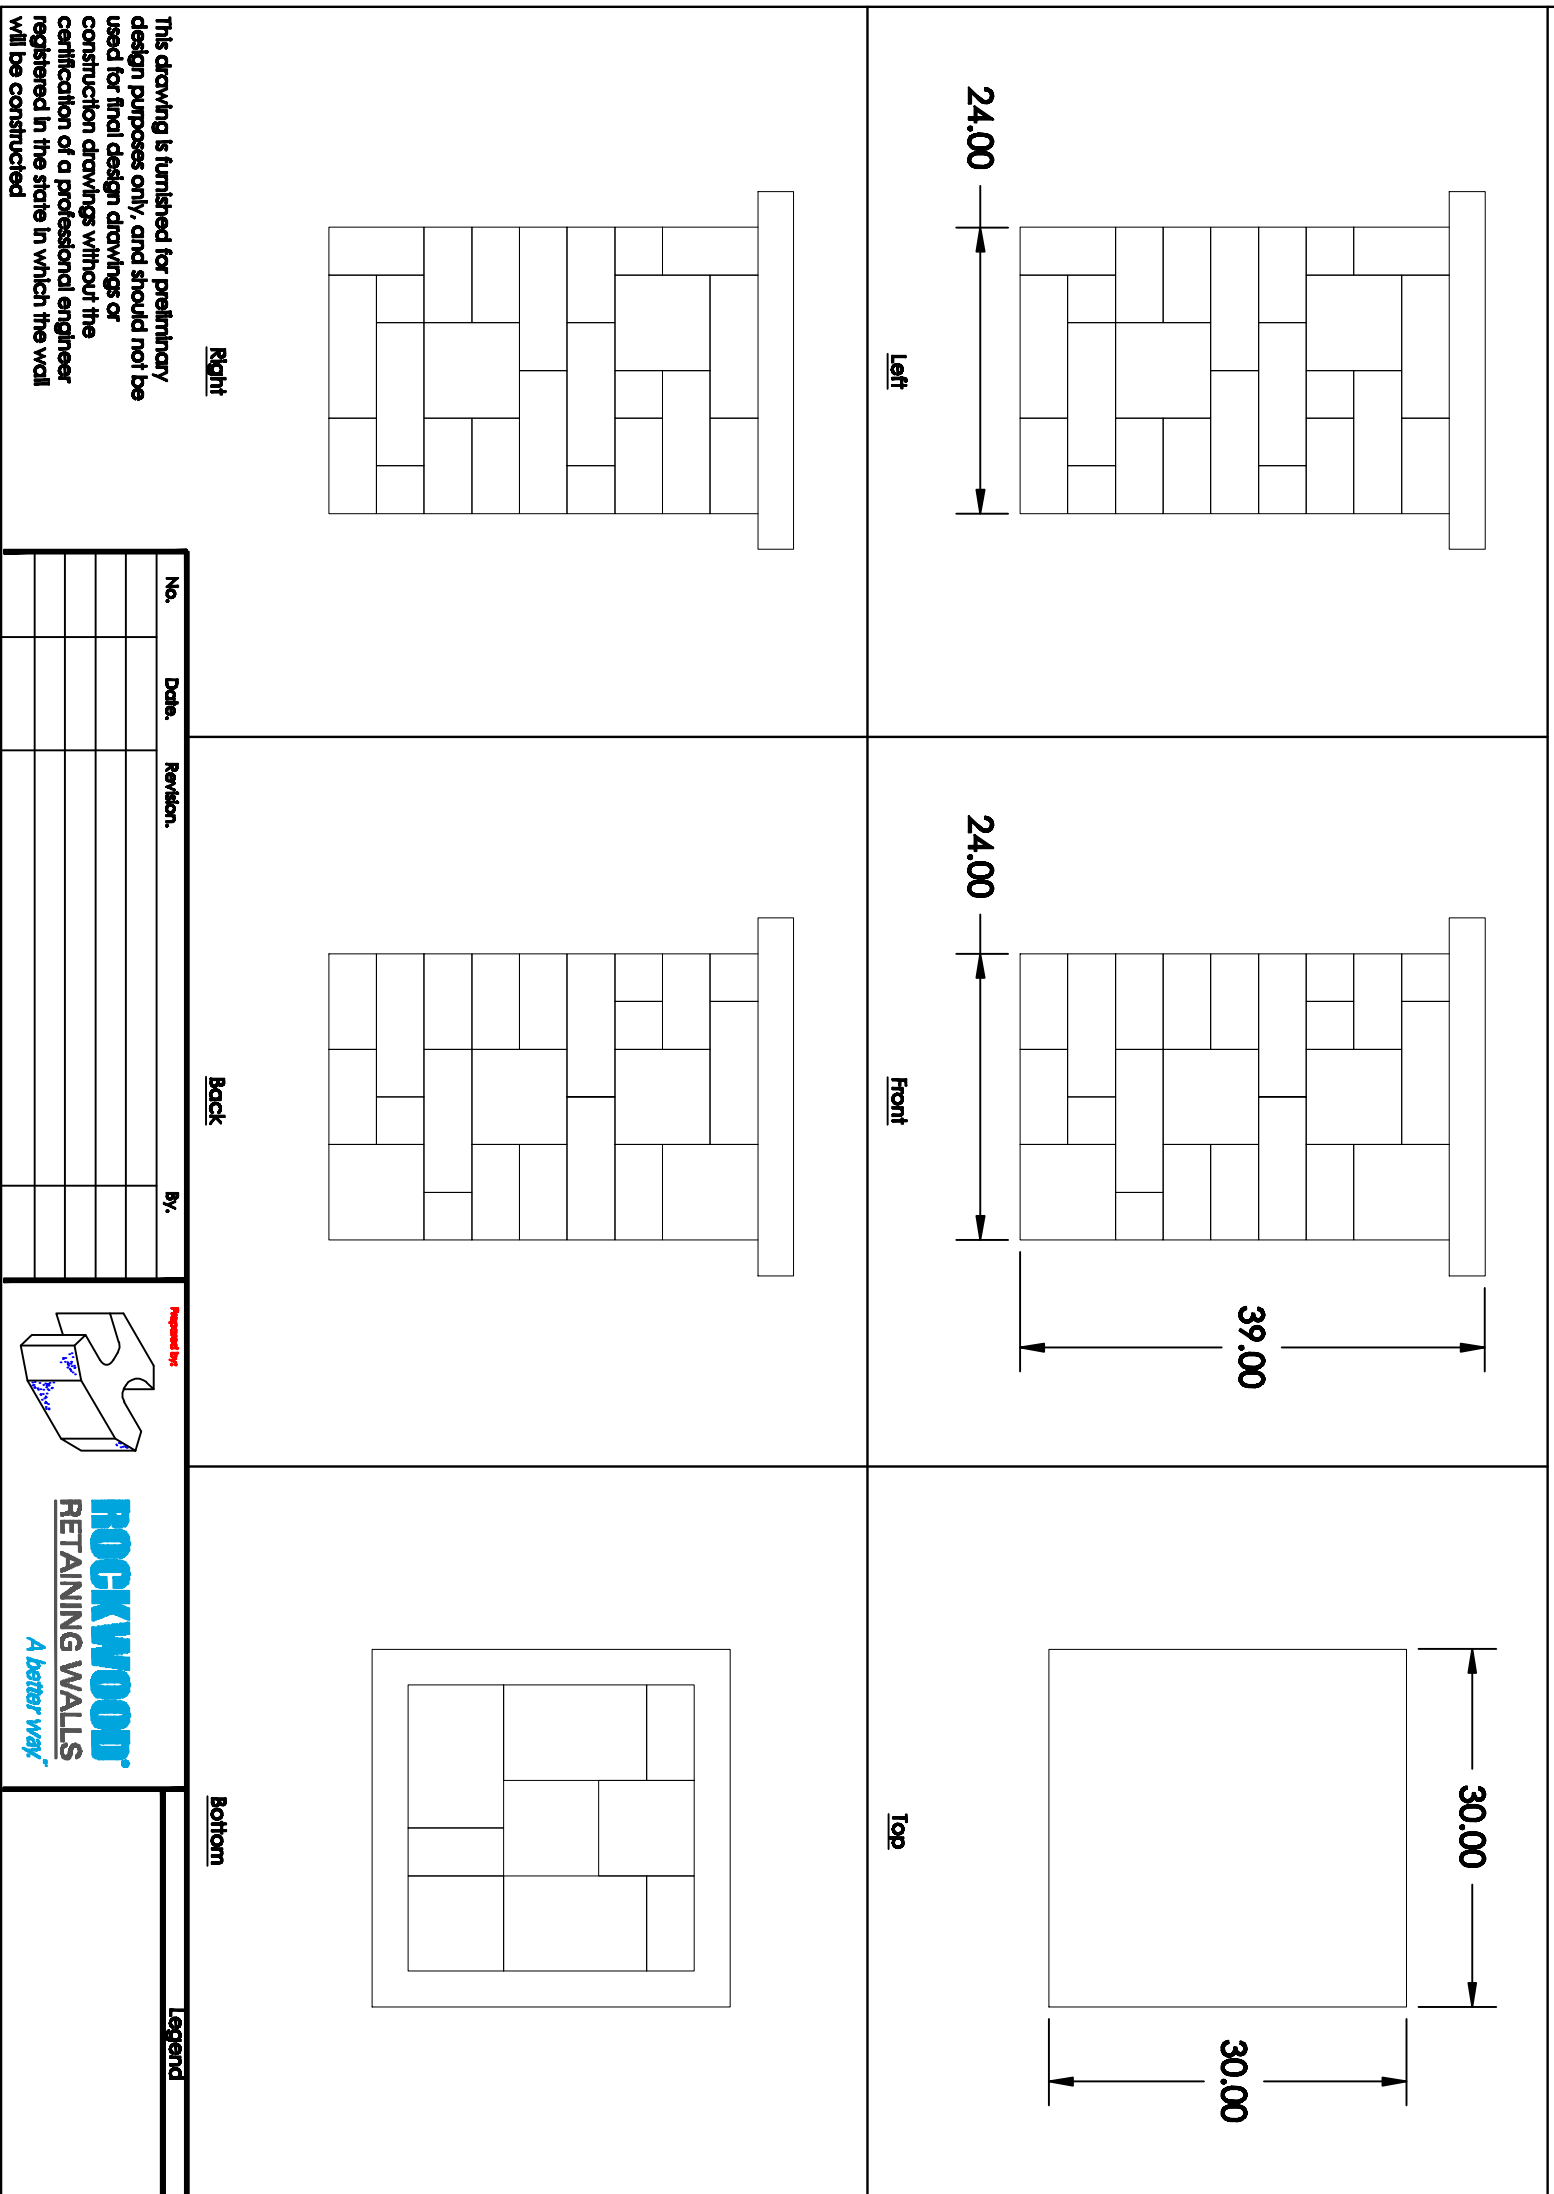 24.00
Left
24.00
39.00
Front
30.00
30.00
Top
Right
Back
Bottom
This drawing is furnished for preliminary
design purposes only, and should not be
used for final design drawings or
construction drawings without the
certification of a professional engineer
registered in the state in which the wall
will be constructed
No. Date. Revision. By.
Prepared by:
ROCKWOOD®
RETAINING WALLS
A better way.™
Legend